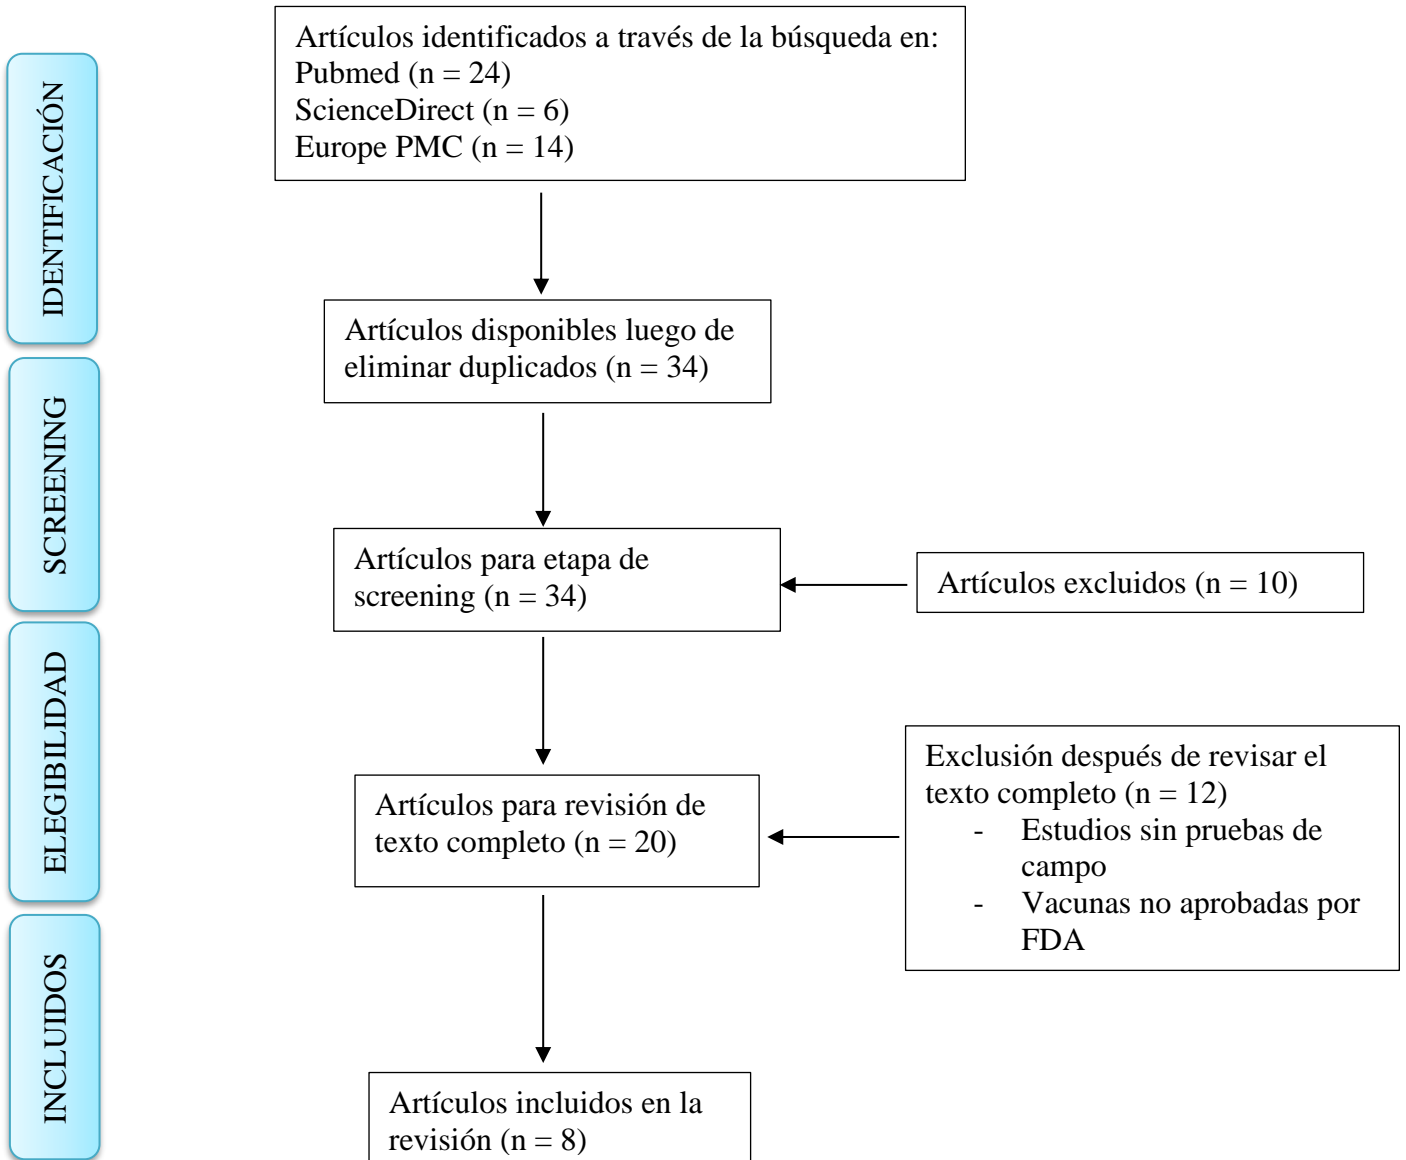 Artículos identificados a través de la búsqueda en:
Pubmed (n = 24)
ScienceDirect (n = 6)
Europe PMC (n = 14)
IDENTIFICACIÓN
Artículos disponibles luego de
eliminar duplicados (n = 34)
SCREENING
Artículos para etapa de
screening (n = 34)
Artículos excluidos (n = 10)
ELEGIBILIDAD
Artículos para revisión de
texto completo (n = 20)
Exclusión después de revisar el
texto completo (n = 12)
- Estudios sin pruebas de
campo
- Vacunas no aprobadas por
FDA
INCLUIDOS
Artículos incluidos en la
revisión (n = 8)